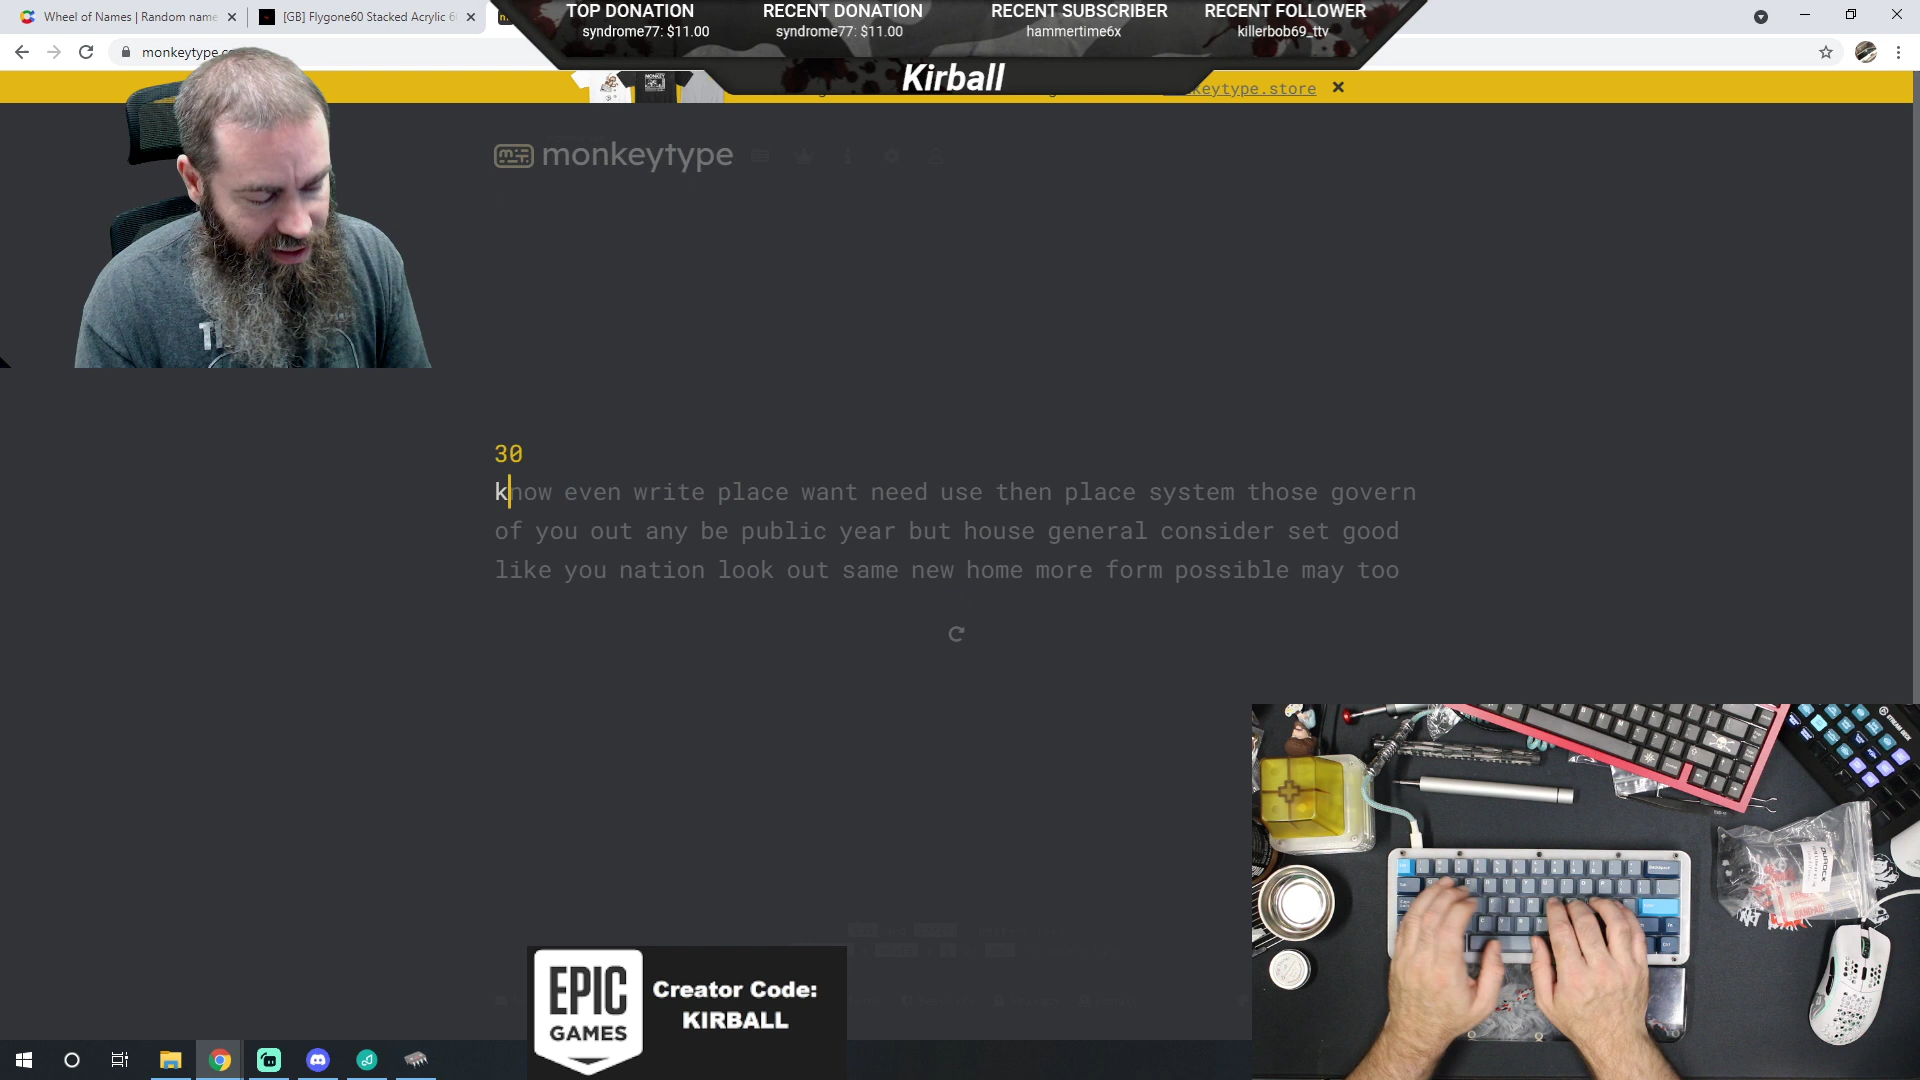 Wheel of Names | Random name
[GB] Flygone60 Stacked Acrylic 6
TOP DONATION
syndrome77: $11.00
RECENT DONATION
syndrome77: $11.00
RECENT SUBSCRIBER
hammertime6x
RECENT FOLLOWER
killerbob69_ttv
Kirball
monkeytype.c
keytype.store
monkeytype
30
know even write place want need use then place system those govern
of you out any be public year but house general consider set good
like you nation look out same new home more form possible may too
EPIC
GAMES
Creator Code:
KIRBALL